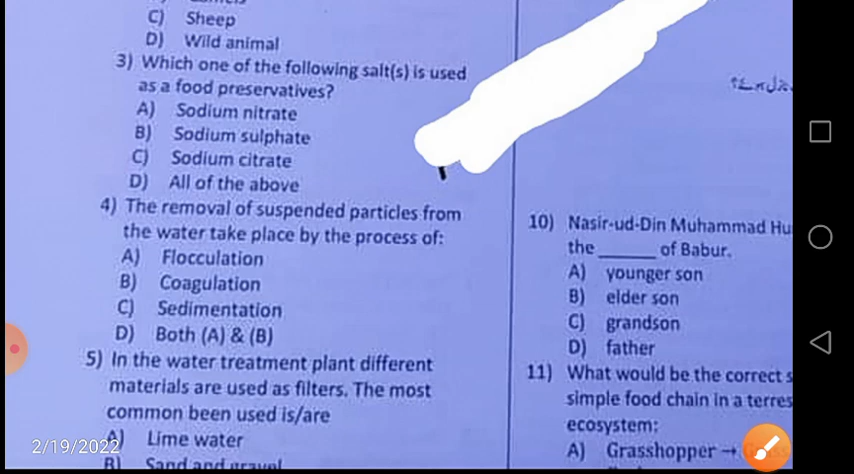 C) Sheep
D) Wild animal
3) Which one of the following salt(s) is used
as a food preservatives?
A) Sodium nitrate
B) Sodium sulphate
C) Sodium citrate
D) All of the above
4) The removal of suspended particles from
the water take place by the process of:
A) Flocculation
B) Coagulation
C) Sedimentation
D) Both (A) & (B)
5) In the water treatment plant different
materials are used as filters. The most
common been used is/are
A) Lime water
B) Sand and gravel
10) Nasir-ud-Din Muhammad Hu
the ______ of Babur.
A) younger son
B) elder son
C) grandson
D) father
11) What would be the correct s
simple food chain in a terres
ecosystem:
A) Grasshopper →
2/19/2022